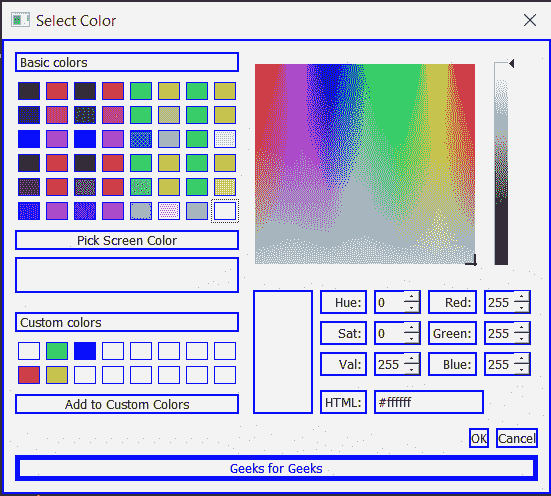 Select Color
Basic colors
Pick Screen Color
Custom colors
Add to Custom Colors
Hue: 0 Red: 255
Sat: 0 Green: 255
Val: 255 Blue: 255
HTML: #ffffff
OK Cancel
Geeks for Geeks